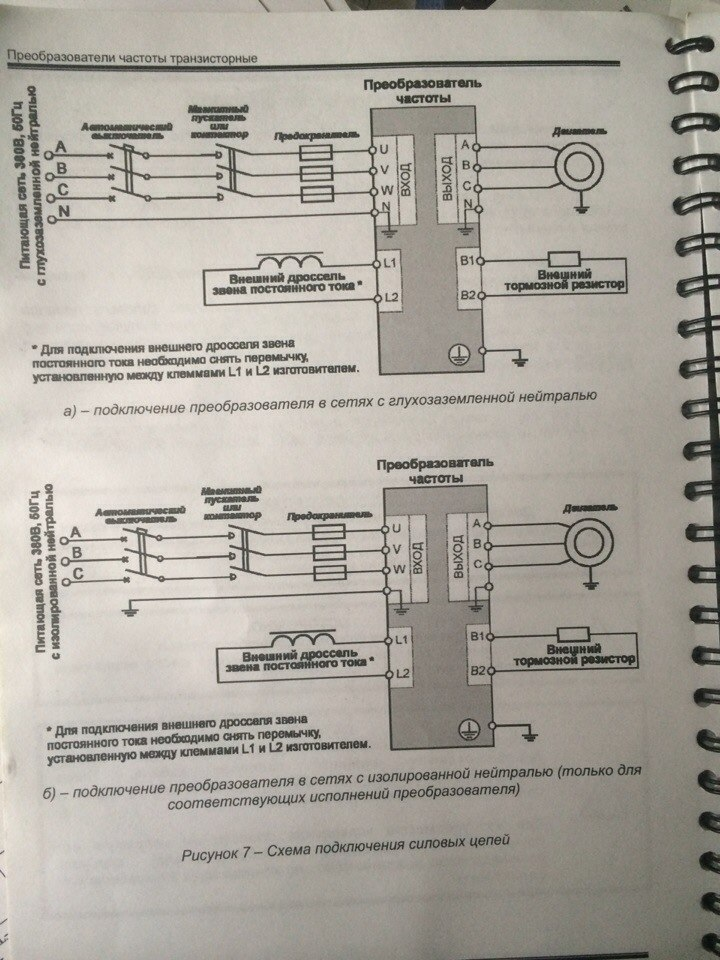 Преобразователи частоты транзисторные
Преобразователь
частоты
Питающая сеть 380В, 50Гц
с глухозаземленной нейтралью
Автоматический
выключатель
Магнитный
пускатель
или
контактор
Предохранитель
Двигатель
A
B
C
N
U
V
W
N
ВХОД
ВЫХОД
A
B
C
N
L1
L2
B1
B2
Внешний дроссель
звена постоянного тока *
Внешний
тормозной резистор
* Для подключения внешнего дросселя звена
постоянного тока необходимо снять перемычку,
установленную между клеммами L1 и L2 изготовителем.
а) – подключение преобразователя в сетях с глухозаземленной нейтралью
Преобразователь
частоты
Питающая сеть 380В, 50Гц
с изолированной нейтралью
Автоматический
выключатель
Магнитный
пускатель
или
контактор
Предохранитель
Двигатель
A
B
C
U
V
W
ВХОД
ВЫХОД
A
B
C
L1
L2
B1
B2
Внешний дроссель
звена постоянного тока *
Внешний
тормозной резистор
* Для подключения внешнего дросселя звена
постоянного тока необходимо снять перемычку,
установленную между клеммами L1 и L2 изготовителем.
б) – подключение преобразователя в сетях с изолированной нейтралью (только для
соответствующих исполнений преобразователя)
Рисунок 7 – Схема подключения силовых цепей